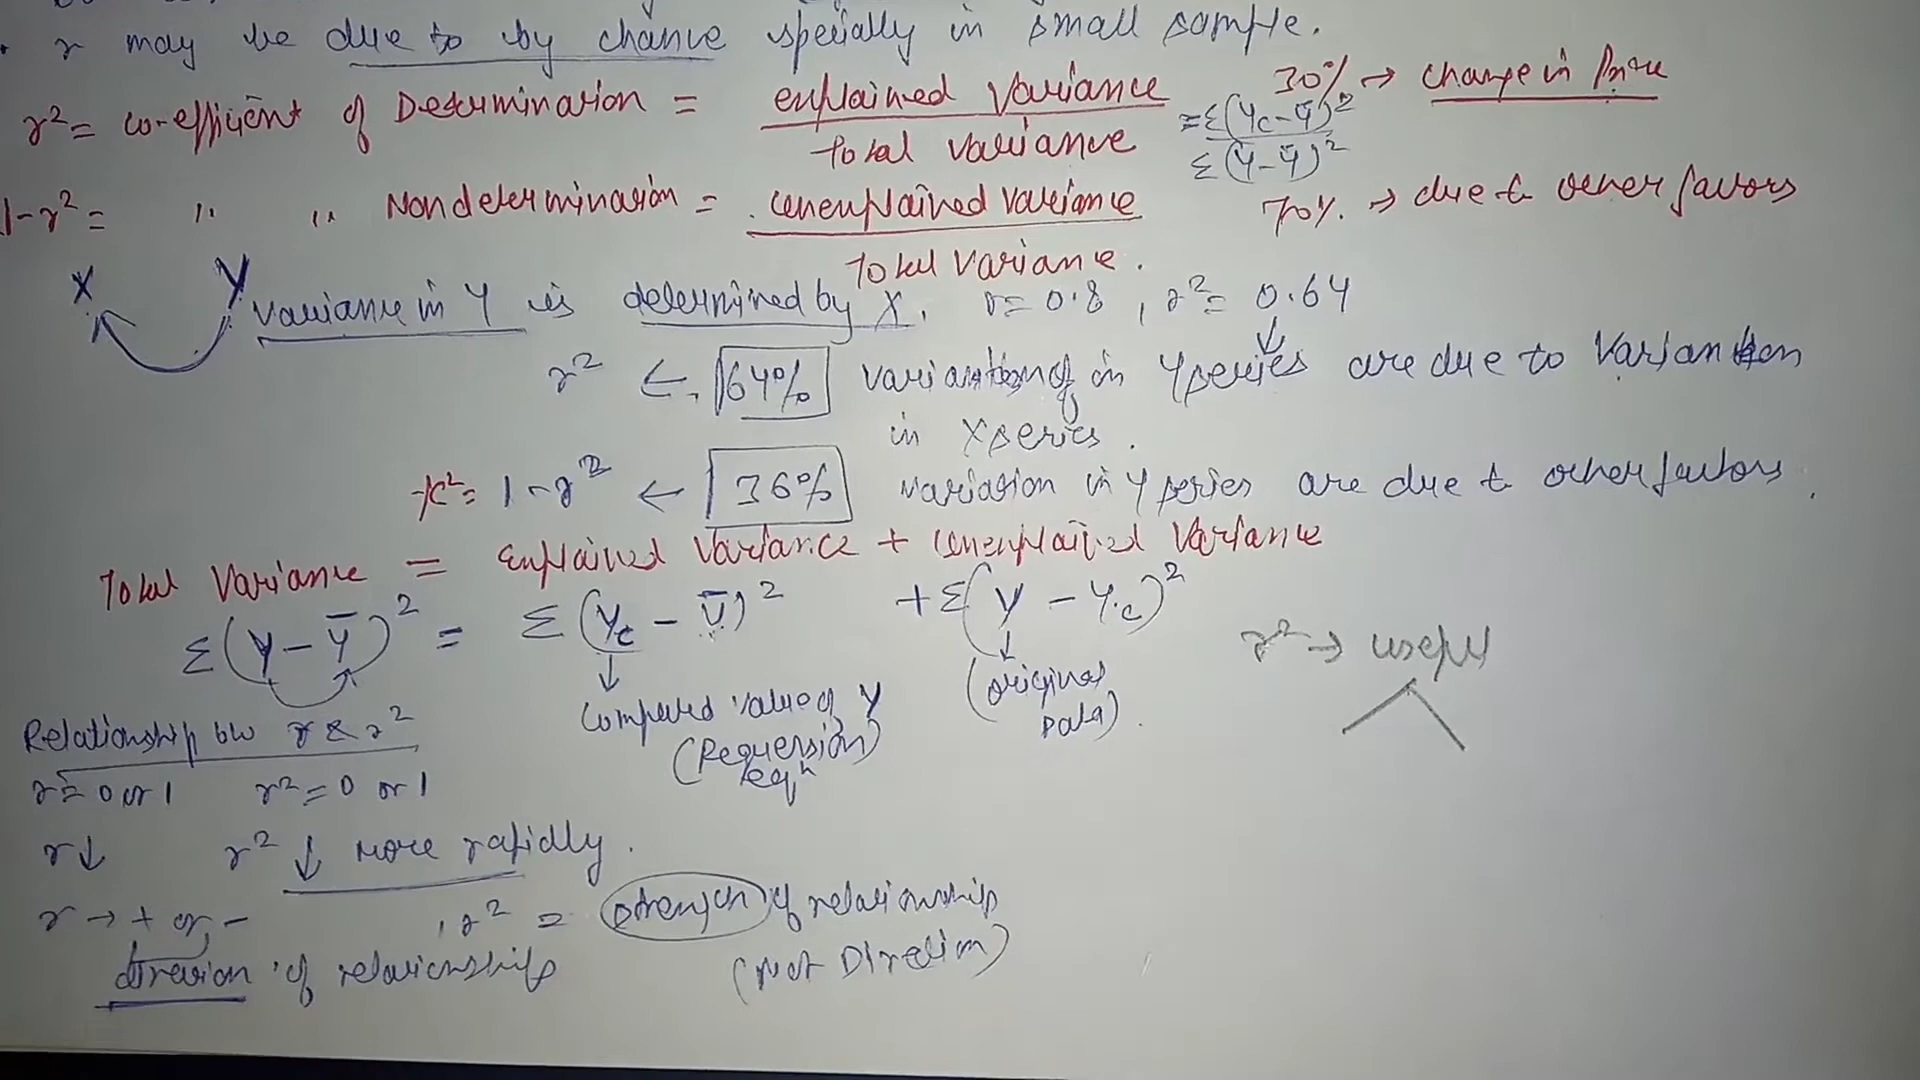 r may be due to by chance specially in small sample.
r² = co-efficient of Determination = explained variance / Total variance = Σ(Yc-Ȳ)² / Σ(Y-Ȳ)²
30% → change in Price
1-r² = ,, ,, Nondetermination = unexplained variance / Total variance.
70% → due to other factors
X Y
variance in Y is determined by X. r = 0.8, r² = 0.64
r² ← 64% variation in Y series are due to variation
in X series.
K² = 1-r² ← 36% variation in Y series are due to other factors.
Total Variance = Explained Variance + Unexplained Variance
Σ(Y-Ȳ)² = Σ(Yc-Ȳ)² + Σ(Y-Yc)²
Computed value of Y
(Regression eqⁿ)
(original Data).
r² → useful
Relationship b/w r & r²
r = 0 or 1 r² = 0 or 1
r↓ r² ↓ more rapidly.
r → + or - , r² = strength of relationship
direction of relationship (Not Direction)